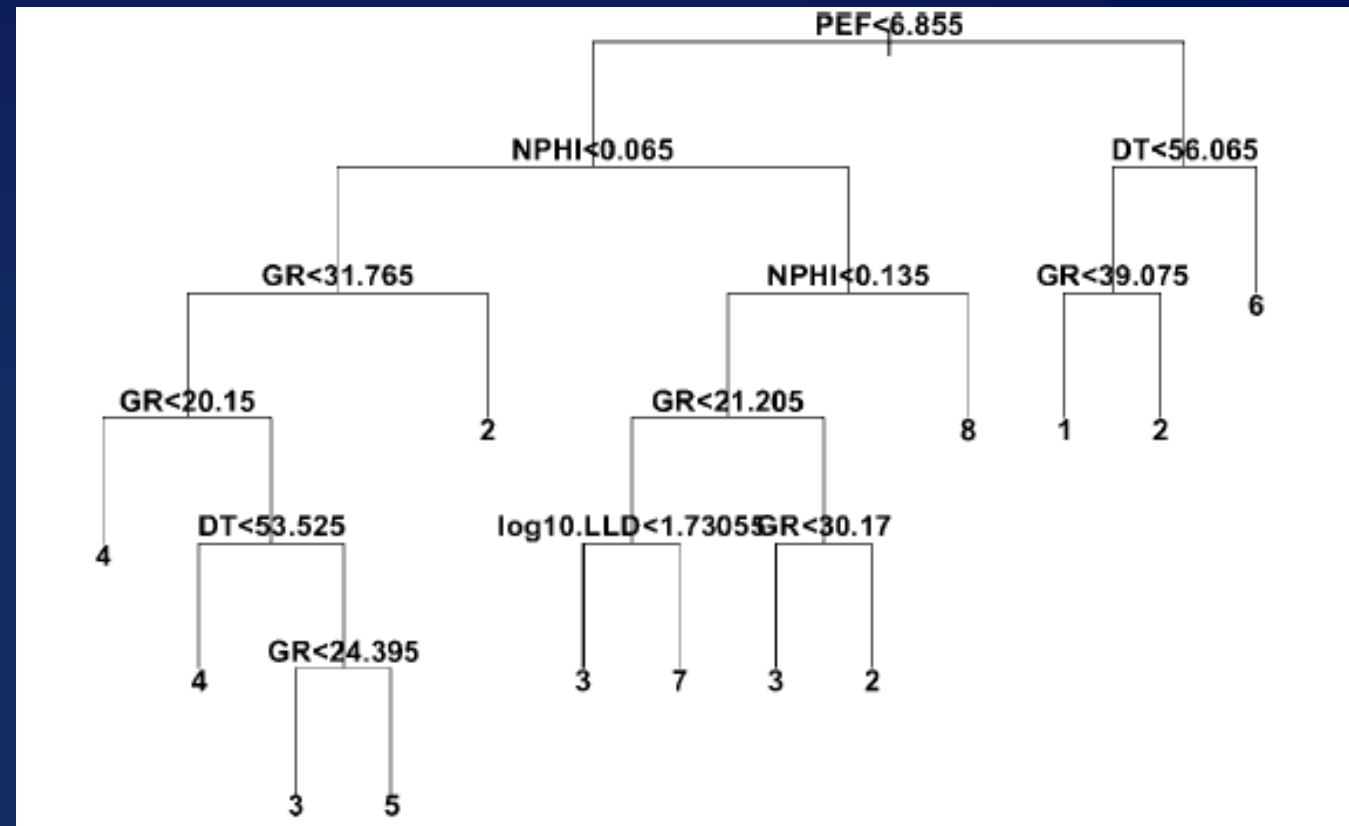 PEF<6.855
NPHI<0.065
DT<56.065
GR<31.765
NPHI<0.135
GR<39.075
6
GR<20.15
2
GR<21.205
8
1
2
DT<53.525
log10.LLD<1.73055
GR<30.17
4
GR<24.395
4
3
7
3
2
3
5